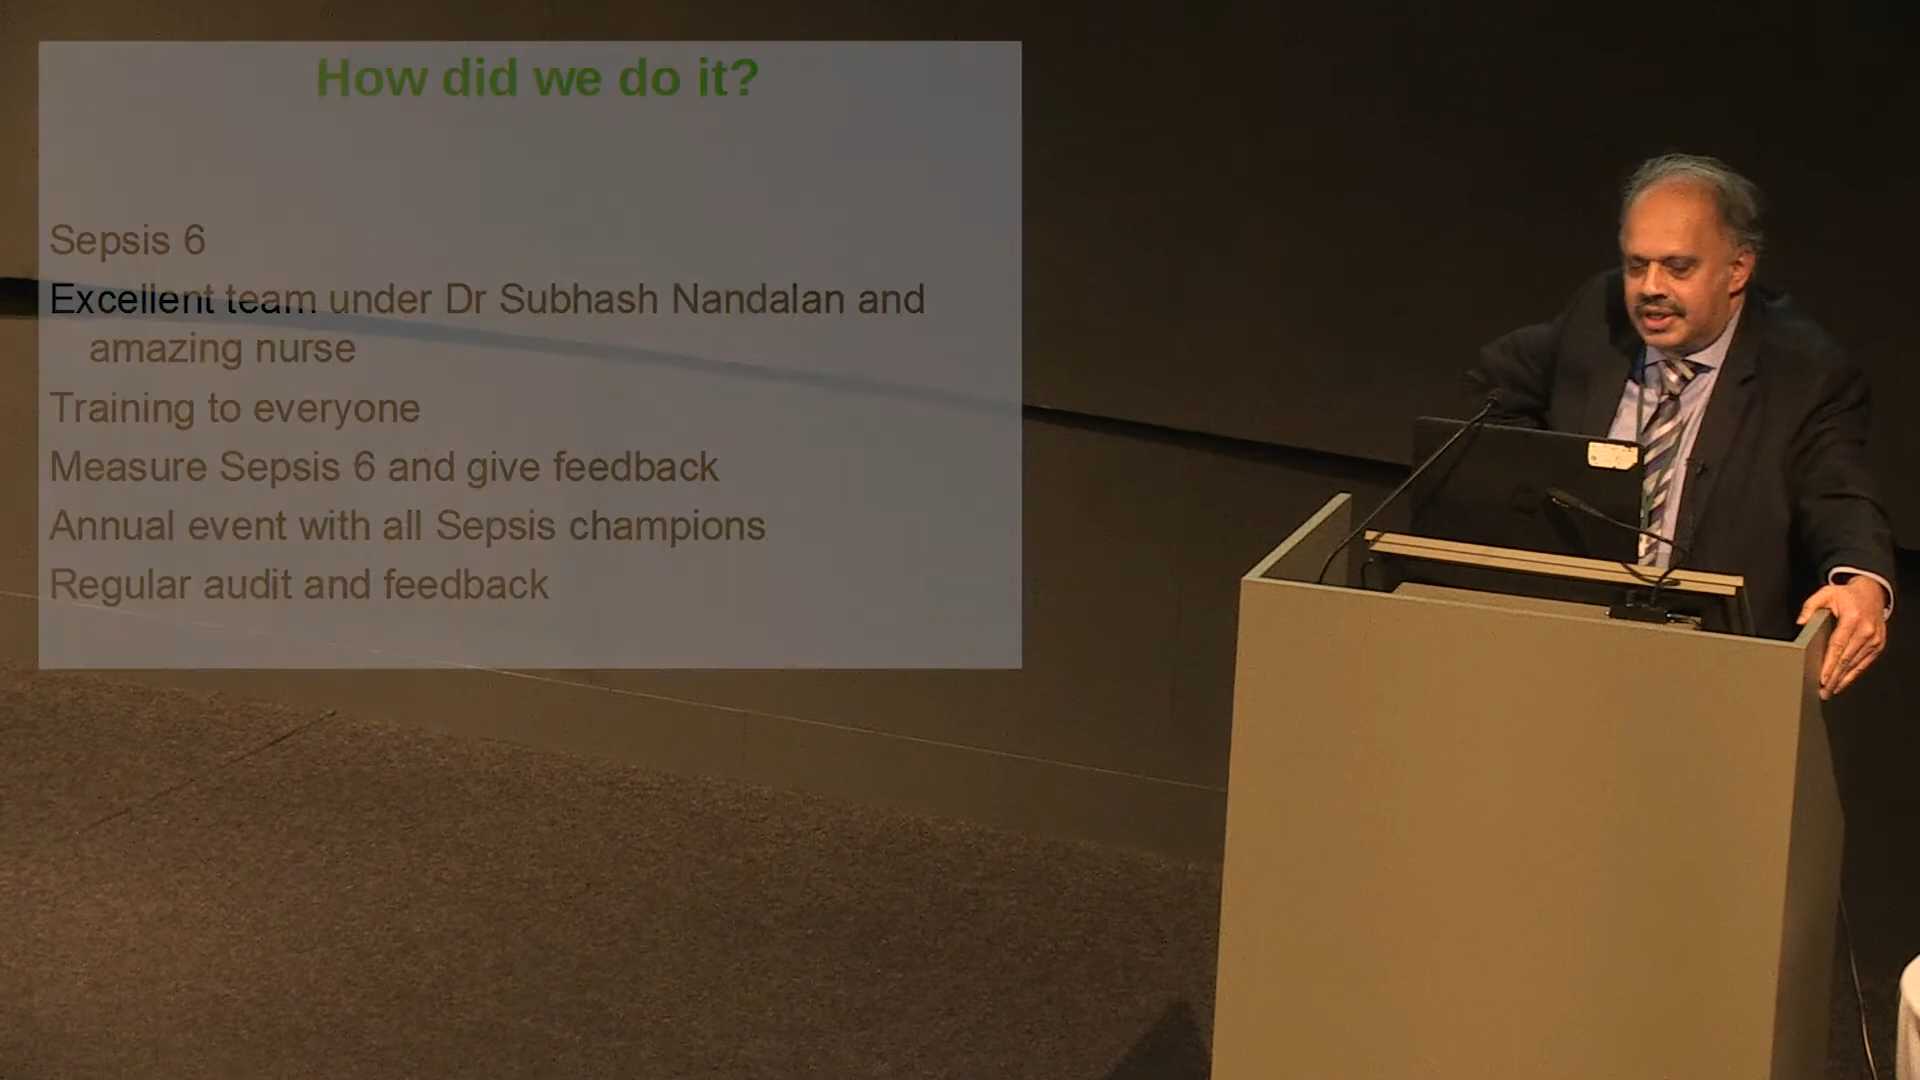 How did we do it?
Sepsis 6
Excellent team under Dr Subhash Nandalan and
amazing nurse
Training to everyone
Measure Sepsis 6 and give feedback
Annual event with all Sepsis champions
Regular audit and feedback